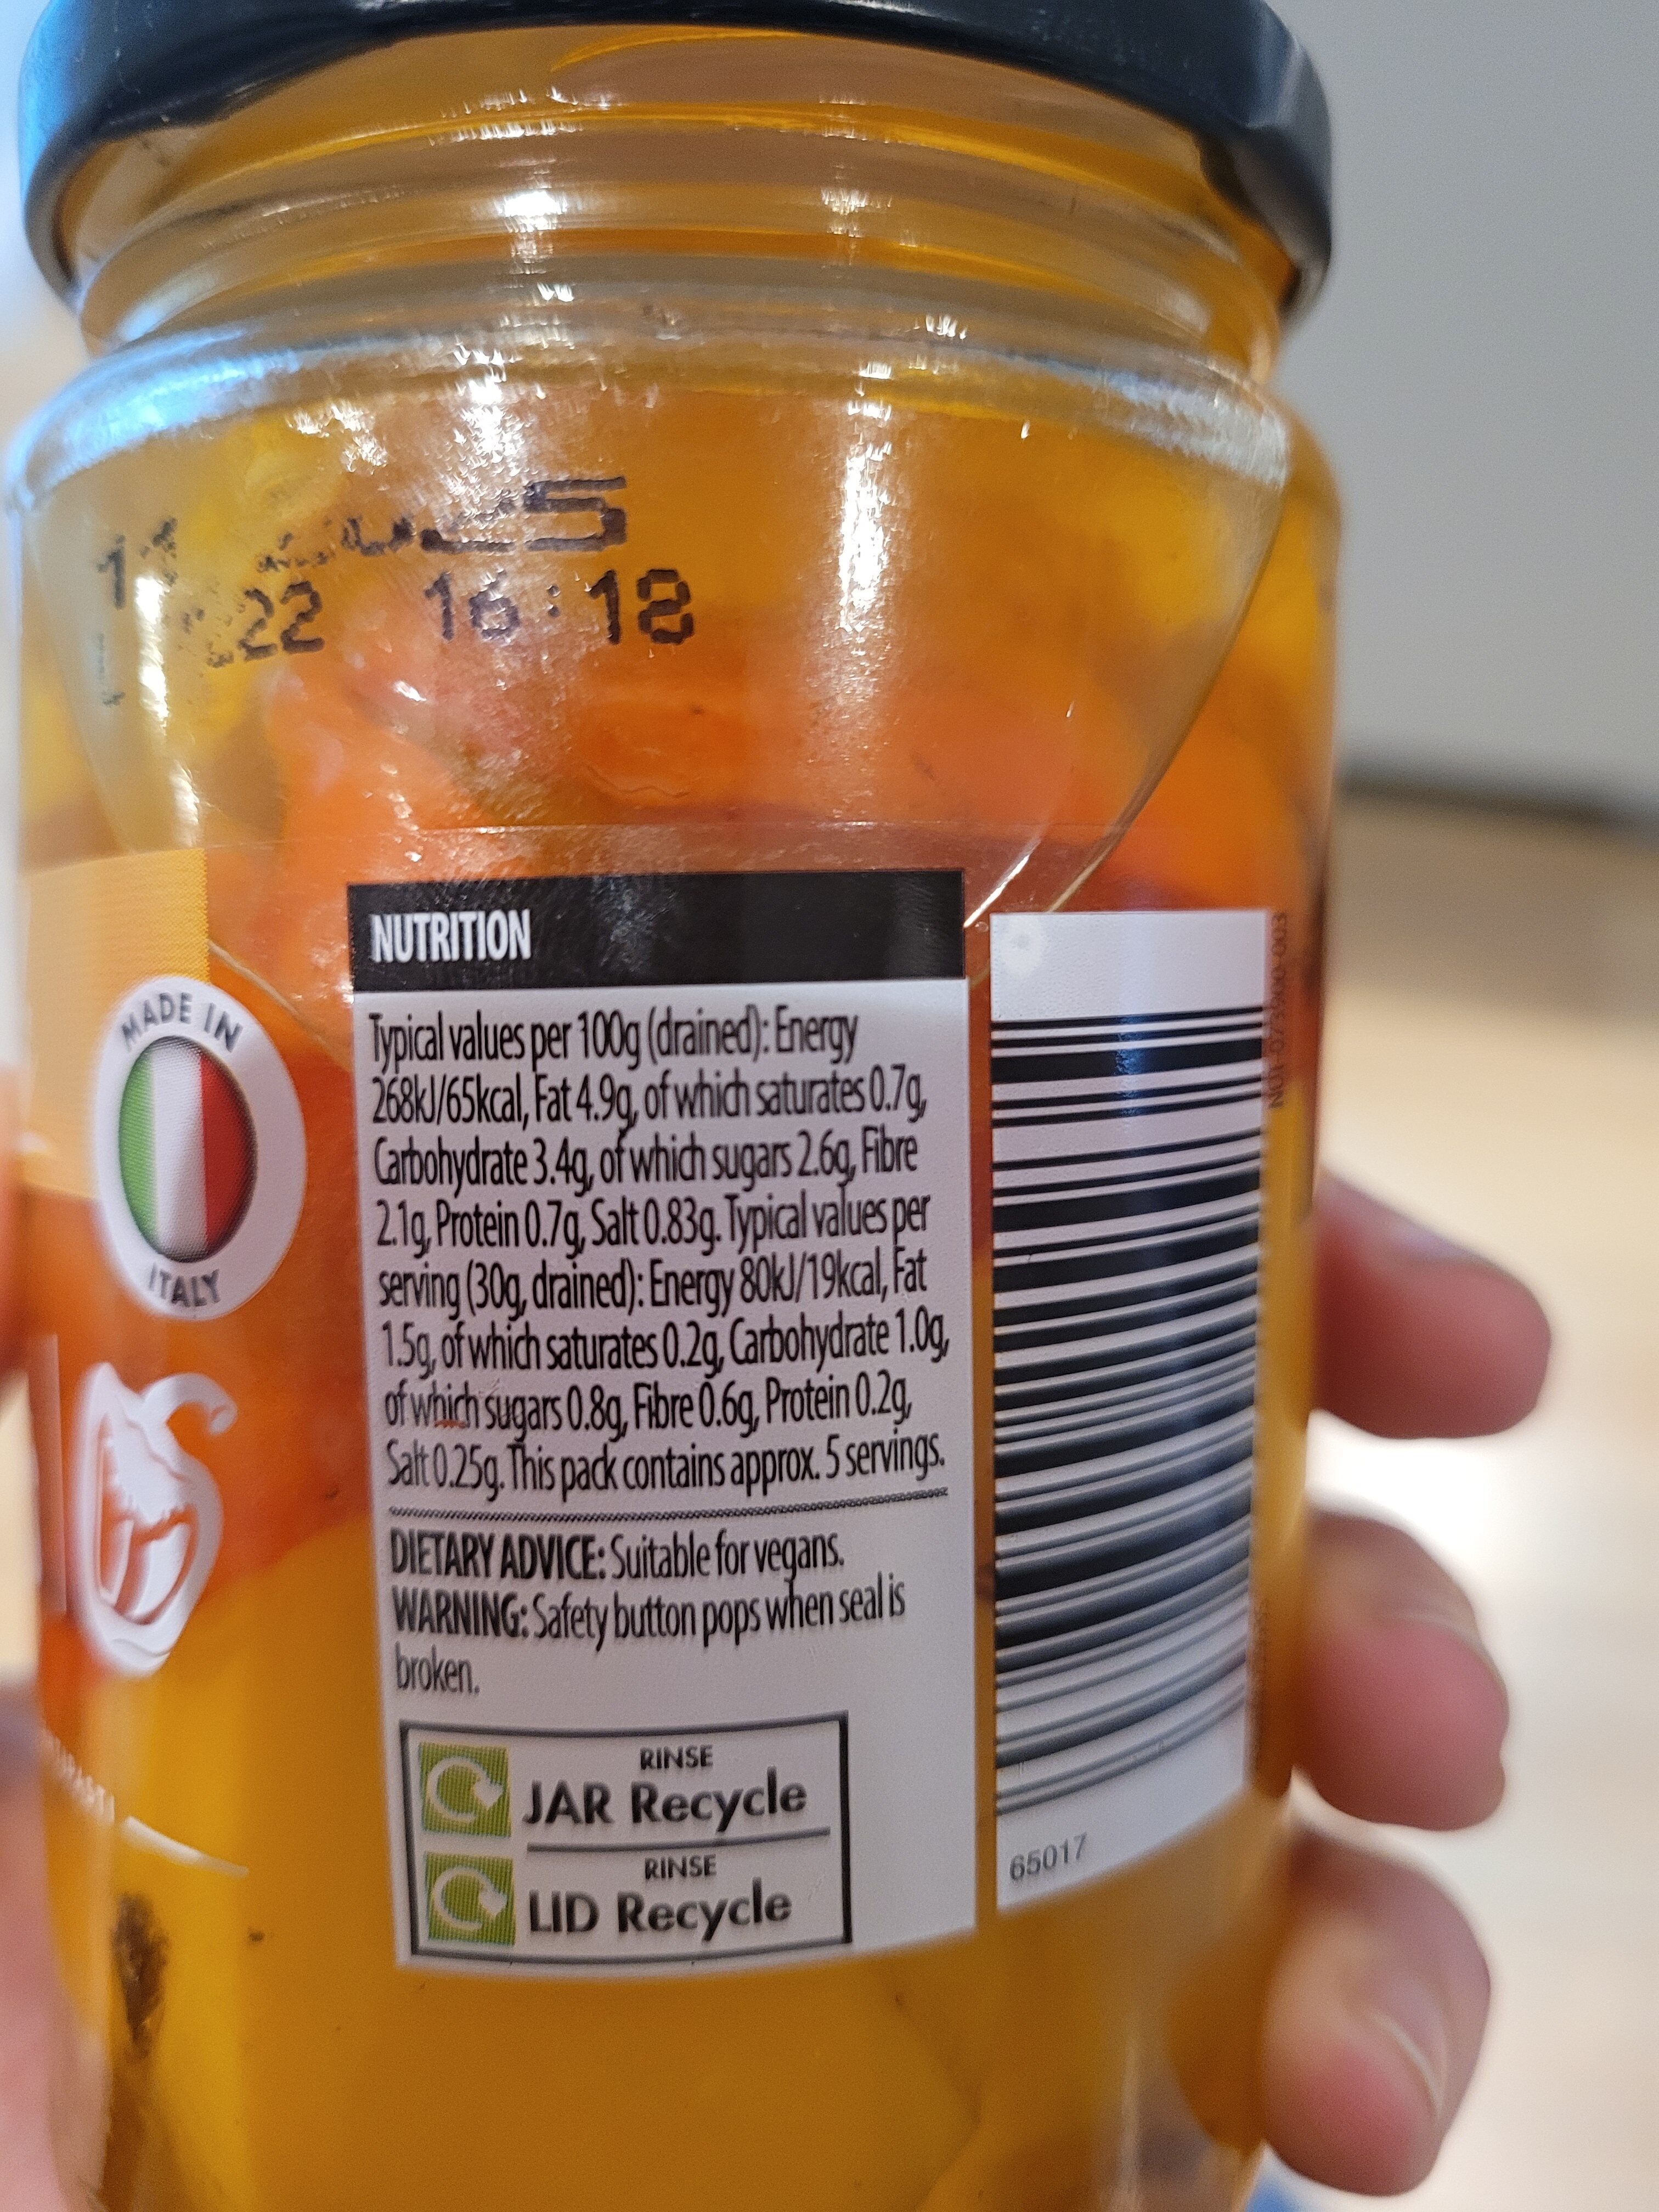 16:18
MADE IN
ITALY
NUTRITION
Typical values per 100g (drained): Energy
268kJ/65kcal, Fat 4.9g, of which saturates 0.7g,
Carbohydrate 3.4g, of which sugars 2.6g, Fibre
2.1g, Protein 0.7g, Salt 0.83g. Typical values per
serving (30g, drained): Energy 80kJ/19kcal, Fat
1.5g, of which saturates 0.2g, Carbohydrate 1.0g,
of which sugars 0.8g, Fibre 0.6g, Protein 0.2g,
Salt 0.25g. This pack contains approx. 5 servings.
DIETARY ADVICE: Suitable for vegans.
WARNING: Safety button pops when seal is
broken.
RINSE
JAR Recycle
RINSE
LID Recycle
65017